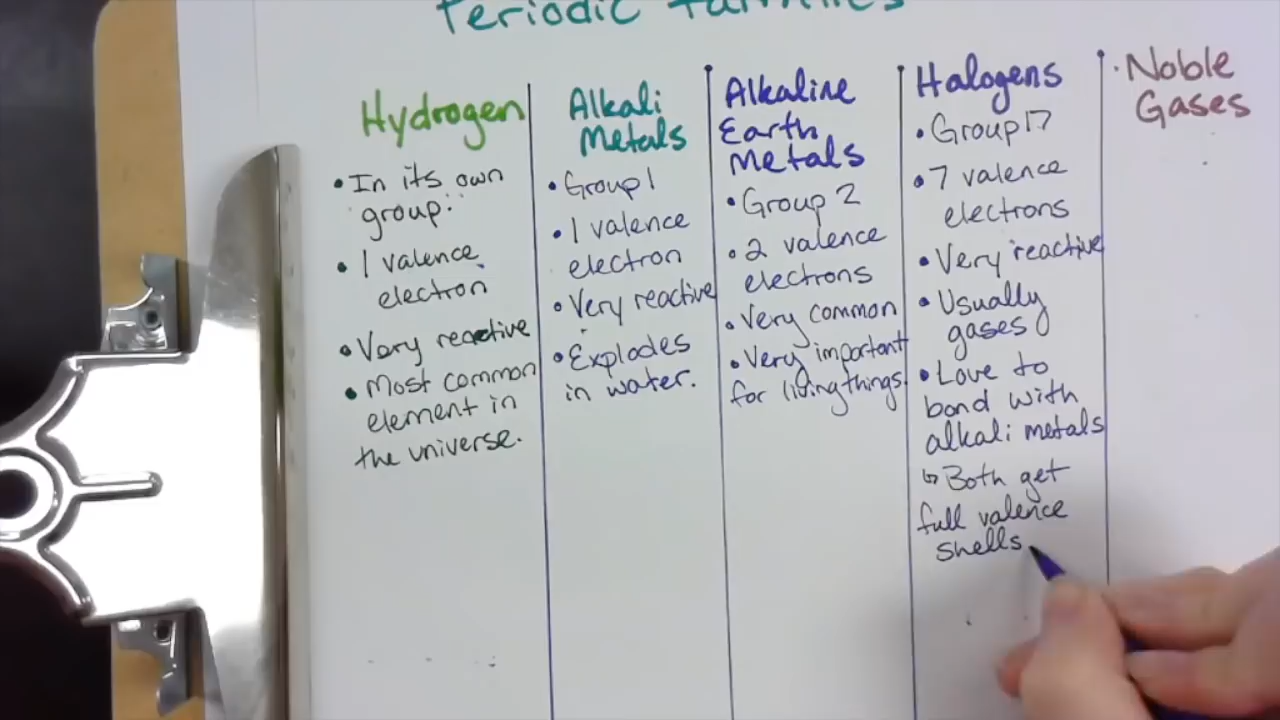 Periodic Families
Hydrogen
• In its own
group.
• 1 valence
electron
• Very reactive
• Most common
element in
the universe.
Alkali
Metals
• Group 1
• 1 valence
electron
• Very reactive
• Explodes
in water.
Alkaline
Earth
Metals
• Group 2
• 2 valence
electrons
• Very common
• Very important
for living things.
Halogens
• Group 17
• 7 valence
electrons
• Very reactive
• Usually
gases
• Love to
bond with
alkali metals
↳ Both get
full valence
shells.
Noble
Gases